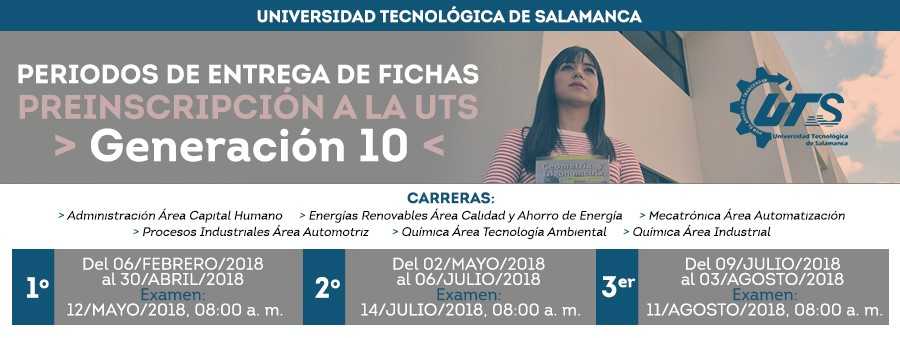 UNIVERSIDAD TECNOLÓGICA DE SALAMANCA
PERIODOS DE ENTREGA DE FICHAS
PREINSCRIPCIÓN A LA UTS
> Generación 10 <
Geometría y
Trigonometría
UTS
Universidad Tecnológica
de Salamanca
CARRERAS:
> Administración Área Capital Humano > Energías Renovables Área Calidad y Ahorro de Energía > Mecatrónica Área Automatización
> Procesos Industriales Área Automotriz > Química Área Tecnología Ambiental > Química Área Industrial
1º
Del 06/FEBRERO/2018
al 30/ABRIL/2018
Examen:
12/MAYO/2018, 08:00 a. m.
2º
Del 02/MAYO/2018
al 06/JULIO/2018
Examen:
14/JULIO/2018, 08:00 a. m.
3er
Del 09/JULIO/2018
al 03/AGOSTO/2018
Examen:
11/AGOSTO/2018, 08:00 a. m.